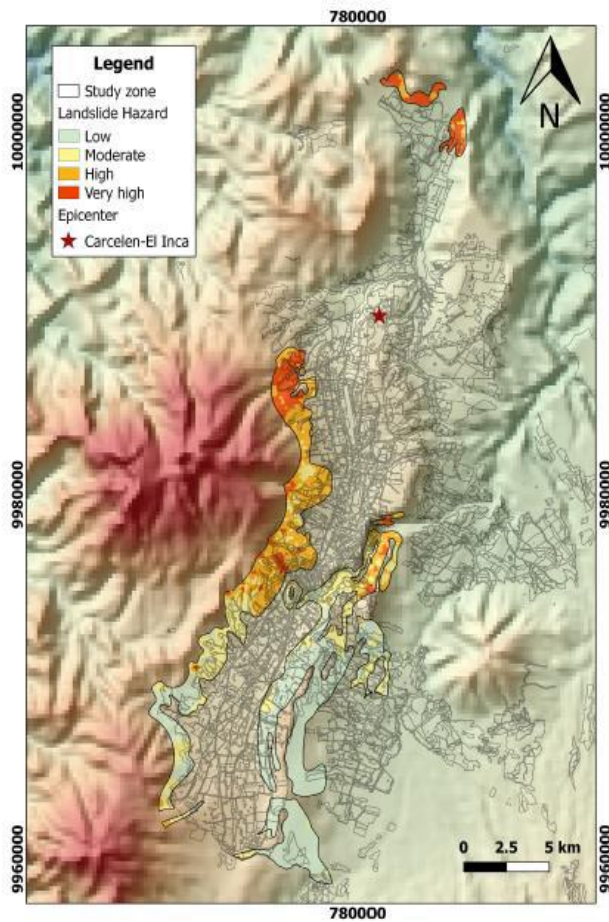 780000
Legend
Study zone
Landslide Hazard
Low
Moderate
High
Very high
Epicenter
Carcelen-El Inca
N
10000000
10000000
9980000
9980000
9960000
9960000
0 2.5 5 km
780000